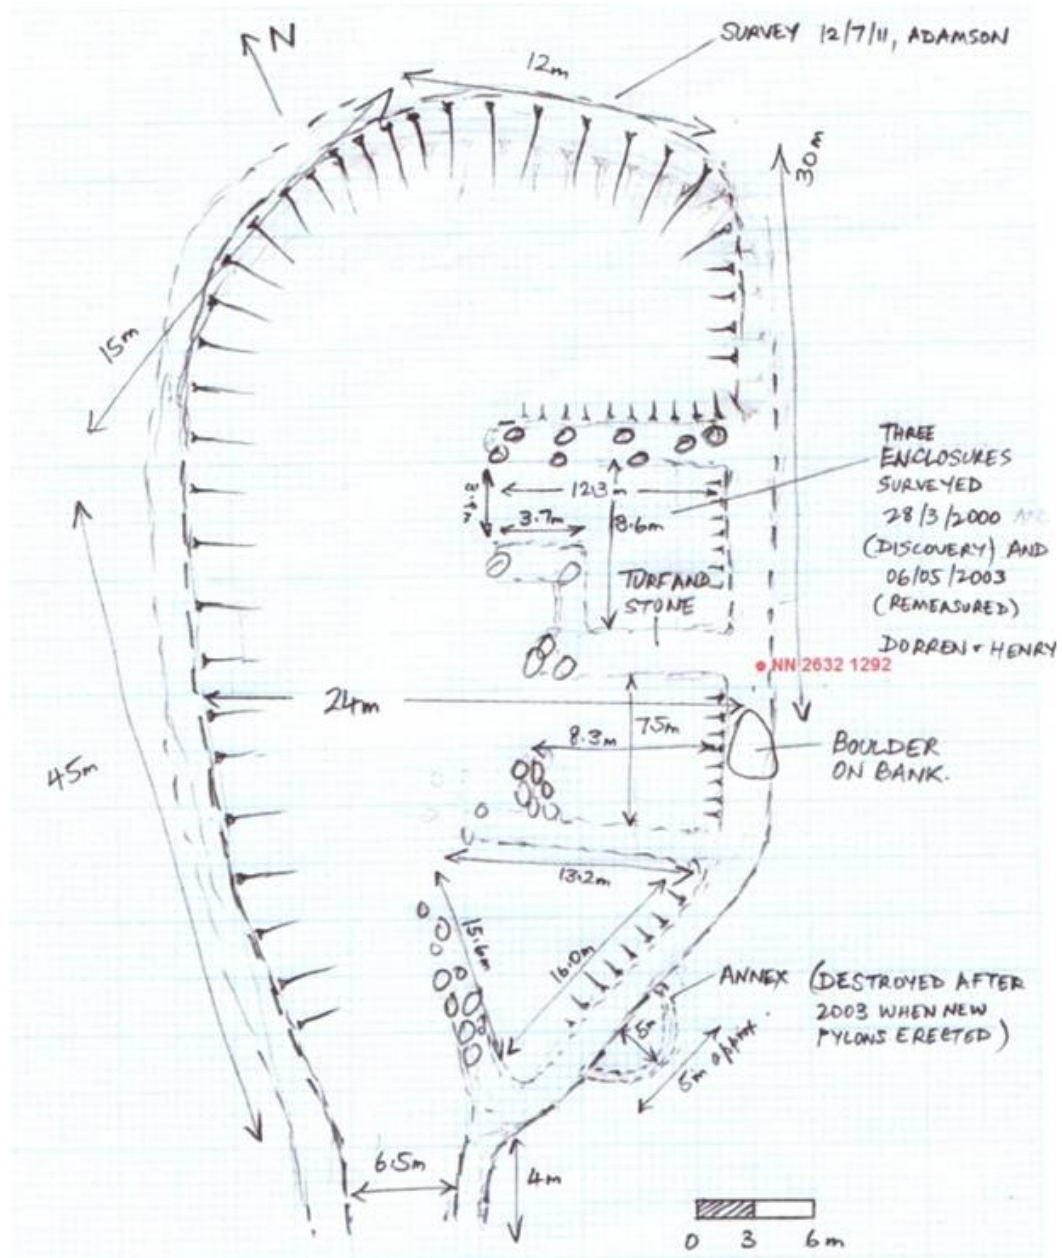 N
SURVEY 12/7/11, ADAMSON
12m
30m
15m
THREE
ENCLOSURES
SURVEYED
28/3/2000
(DISCOVERY) AND
06/05/2003
(REMEASURED)
DORREN + HENRY
12.3m
3.7m
8.6m
TURF AND
STONE
NN 2632 1292
24m
7.5m
8.3m
BOULDER
ON BANK.
45m
13.2m
15.6m
16.0m
ANNEX (DESTROYED AFTER
2003 WHEN NEW
PYLONS ERECTED)
5m approx
6.5m
4m
0 3 6m